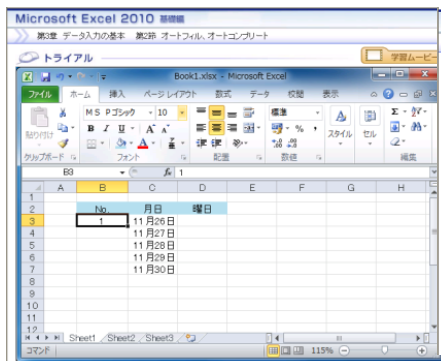 Microsoft Excel 2010 基礎編
第3章 データ入力の基本 第2節 オートフィル、オートコンプリート
トライアル
学習ムービー
Book1.xlsx - Microsoft Excel
ファイル ホーム 挿入 ページ レイアウト 数式 データ 校閲 表示
MS Pゴシック 10 標準
貼り付け B I U A スタイル セル
クリップボード フォント 配置 数値 編集
B3 fx 1
A B C D E F G H
1
2 No. 月日 曜日
3 1 11月26日
4 11月27日
5 11月28日
6 11月29日
7 11月30日
8
9
10
11
12
Sheet1 Sheet2 Sheet3
コマンド 115%